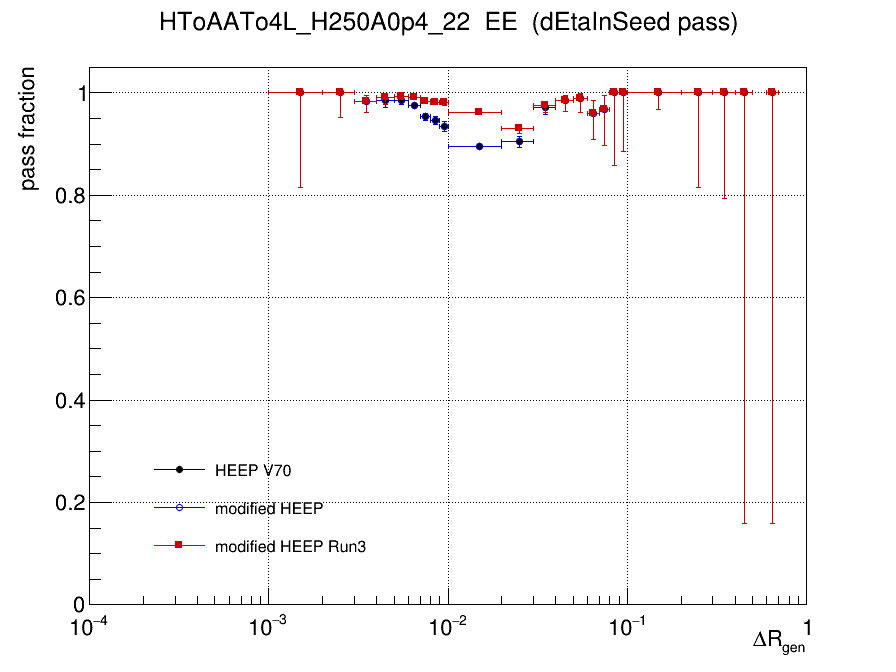 HToAATo4L_H250A0p4_22 EE (dEtaInSeed pass)
pass fraction
1
0.8
0.6
0.4
0.2
0
HEEP V70
modified HEEP
modified HEEP Run3
10⁻⁴ 10⁻³ 10⁻² 10⁻¹ 1
ΔR_gen